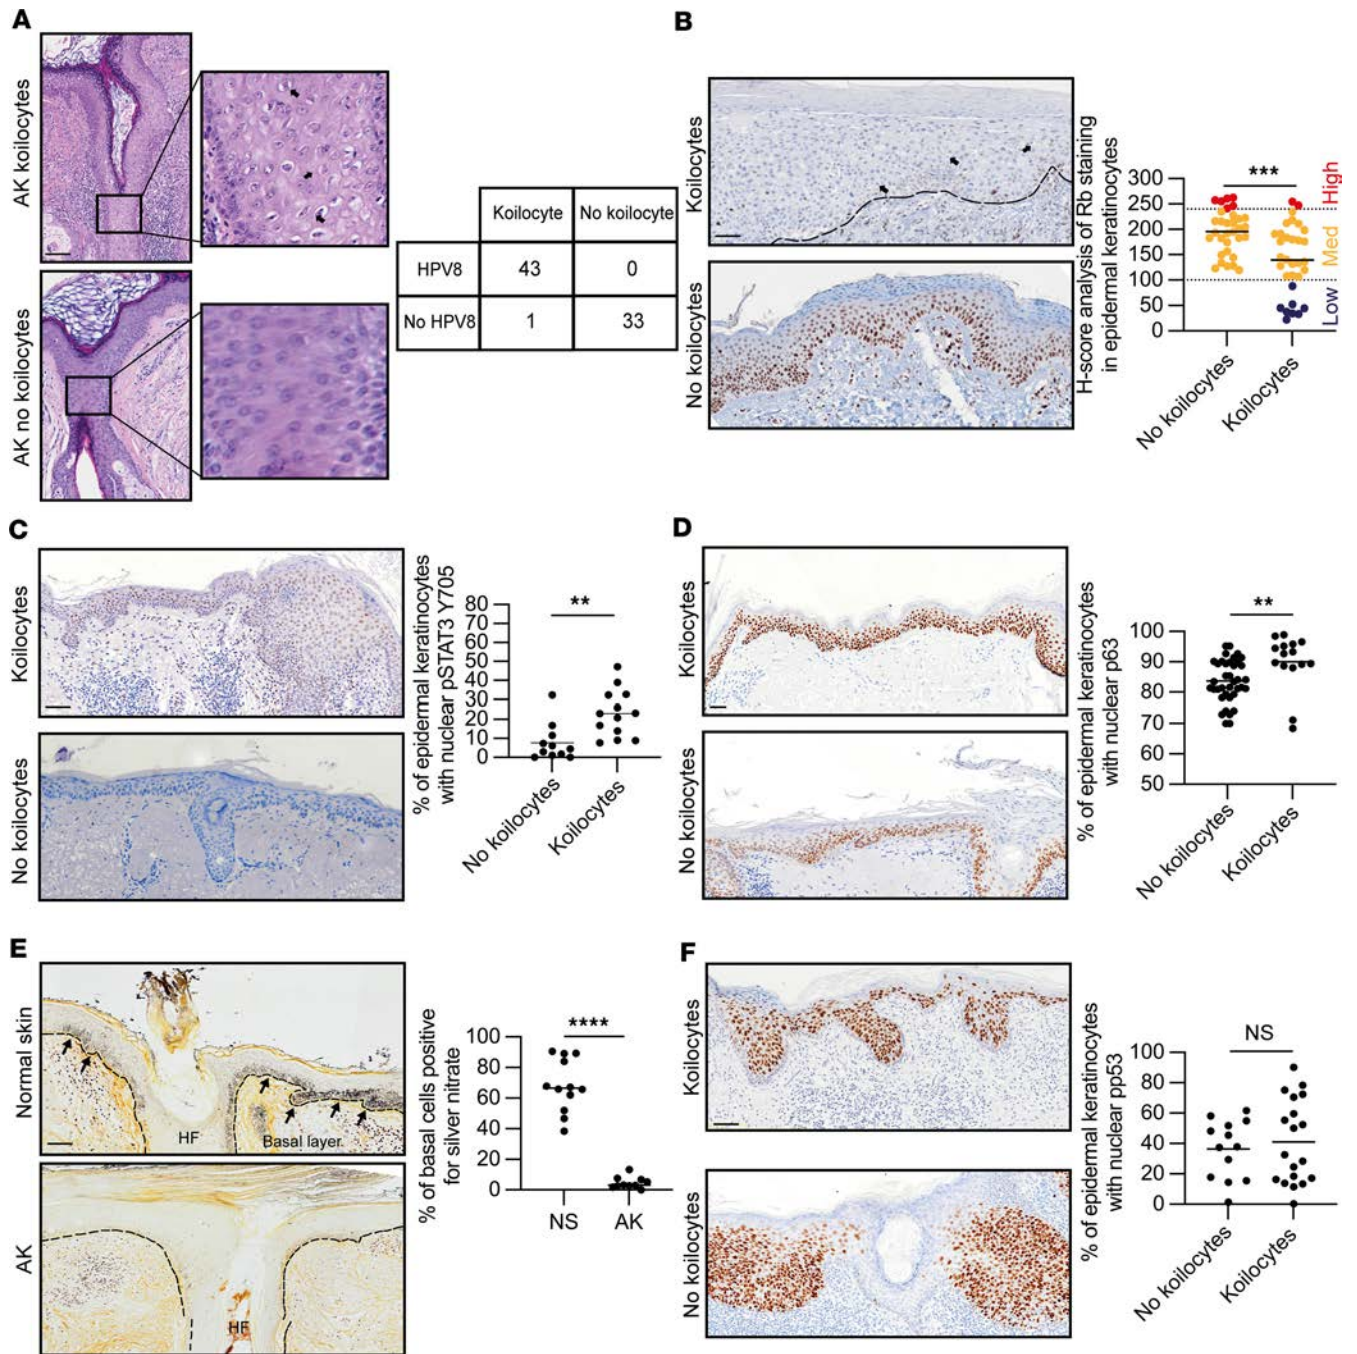 A
AK koilocytes
AK no koilocytes
Koilocyte
No koilocyte
HPV8
43
0
No HPV8
1
33
B
Koilocytes
No koilocytes
H-score analysis of Rb staining
in epidermal keratinocytes
***
300
250
200
150
100
50
0
High
Med
Low
No koilocytes
Koilocytes
C
Koilocytes
No koilocytes
% of epidermal keratinocytes
with nuclear pSTAT3 Y705
**
80
70
60
50
40
30
20
10
0
No koilocytes
Koilocytes
D
Koilocytes
No koilocytes
% of epidermal keratinocytes
with nuclear p63
**
100
90
80
70
60
50
No koilocytes
Koilocytes
E
Normal skin
HF
Basal layer
AK
HF
% of basal cells positive
for silver nitrate
****
100
80
60
40
20
0
NS
AK
F
Koilocytes
No koilocytes
% of epidermal keratinocytes
with nuclear pp53
NS
100
80
60
40
20
0
No koilocytes
Koilocytes